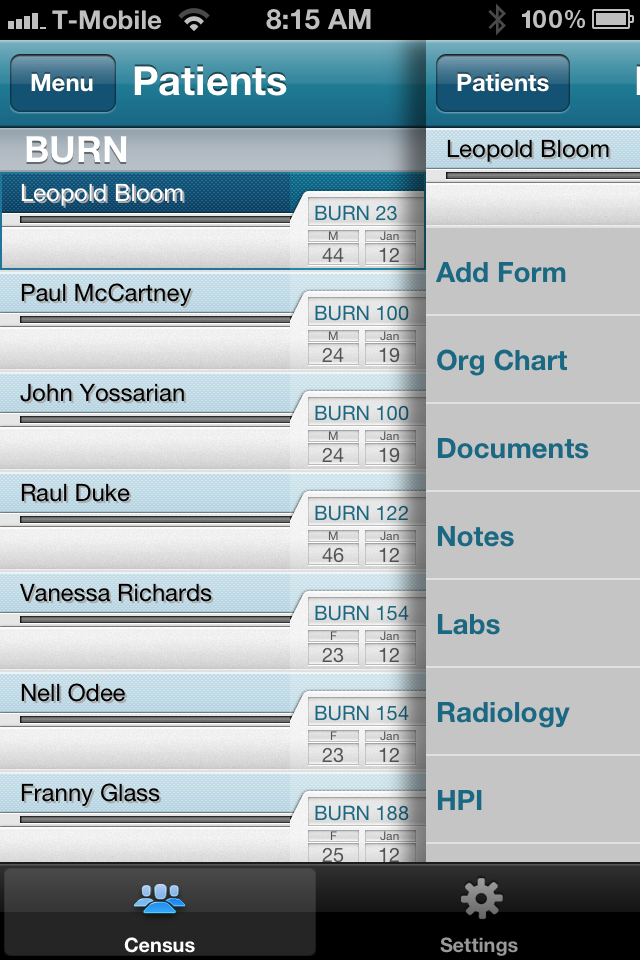 T-Mobile 8:15 AM 100%
Menu Patients
BURN
Leopold Bloom
BURN 23
M Jan
44 12
Paul McCartney
BURN 100
M Jan
24 19
John Yossarian
BURN 100
M Jan
24 19
Raul Duke
BURN 122
M Jan
46 12
Vanessa Richards
BURN 154
F Jan
23 12
Nell Odee
BURN 154
F Jan
23 12
Franny Glass
BURN 188
F Jan
25 12
Patients
Leopold Bloom
Add Form
Org Chart
Documents
Notes
Labs
Radiology
HPI
Census Settings